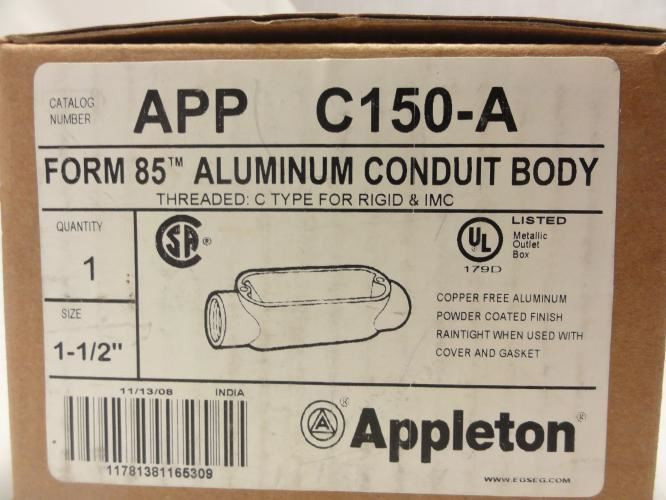 CATALOG
NUMBER
APP C150-A
FORM 85™ ALUMINUM CONDUIT BODY
THREADED: C TYPE FOR RIGID & IMC
QUANTITY
1
SIZE
1-1/2"
SA ®
UL
179D
LISTED
Metallic
Outlet
Box
COPPER FREE ALUMINUM
POWDER COATED FINISH
RAINTIGHT WHEN USED WITH
COVER AND GASKET
11/13/08 INDIA
11781381165309
A ® Appleton®
WWW.EGSEG.COM